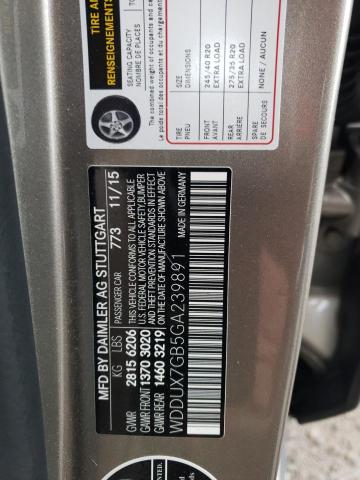 TIRE AN
RENSEIGNEMENTS
SEATING CAPACITY
NOMBRE DE PLACES
TO
The combined weight of occupants and c
Le poids total des occupants et du chargement
TIRE
PNEU
SIZE
DIMENSIONS
FRONT
AVANT
245/40 R20
EXTRA LOAD
REAR
ARRIÈRE
275/35 R20
EXTRA LOAD
SPARE
DE SECOURS
NONE / AUCUN
MFD BY DAIMLER AG STUTTGART
PASSENGER CAR 773 11/15
KG LBS
GVWR 2815 6206
GAWR FRONT 1370 3020
GAWR REAR 1460 3219
THIS VEHICLE CONFORMS TO ALL APPLICABLE
U.S. FEDERAL MOTOR VEHICLE SAFETY, BUMPER
AND THEFT PREVENTION STANDARDS IN EFFECT
ON THE DATE OF MANUFACTURE SHOWN ABOVE.
MADE IN GERMANY
WDDUX7GB5GA239891